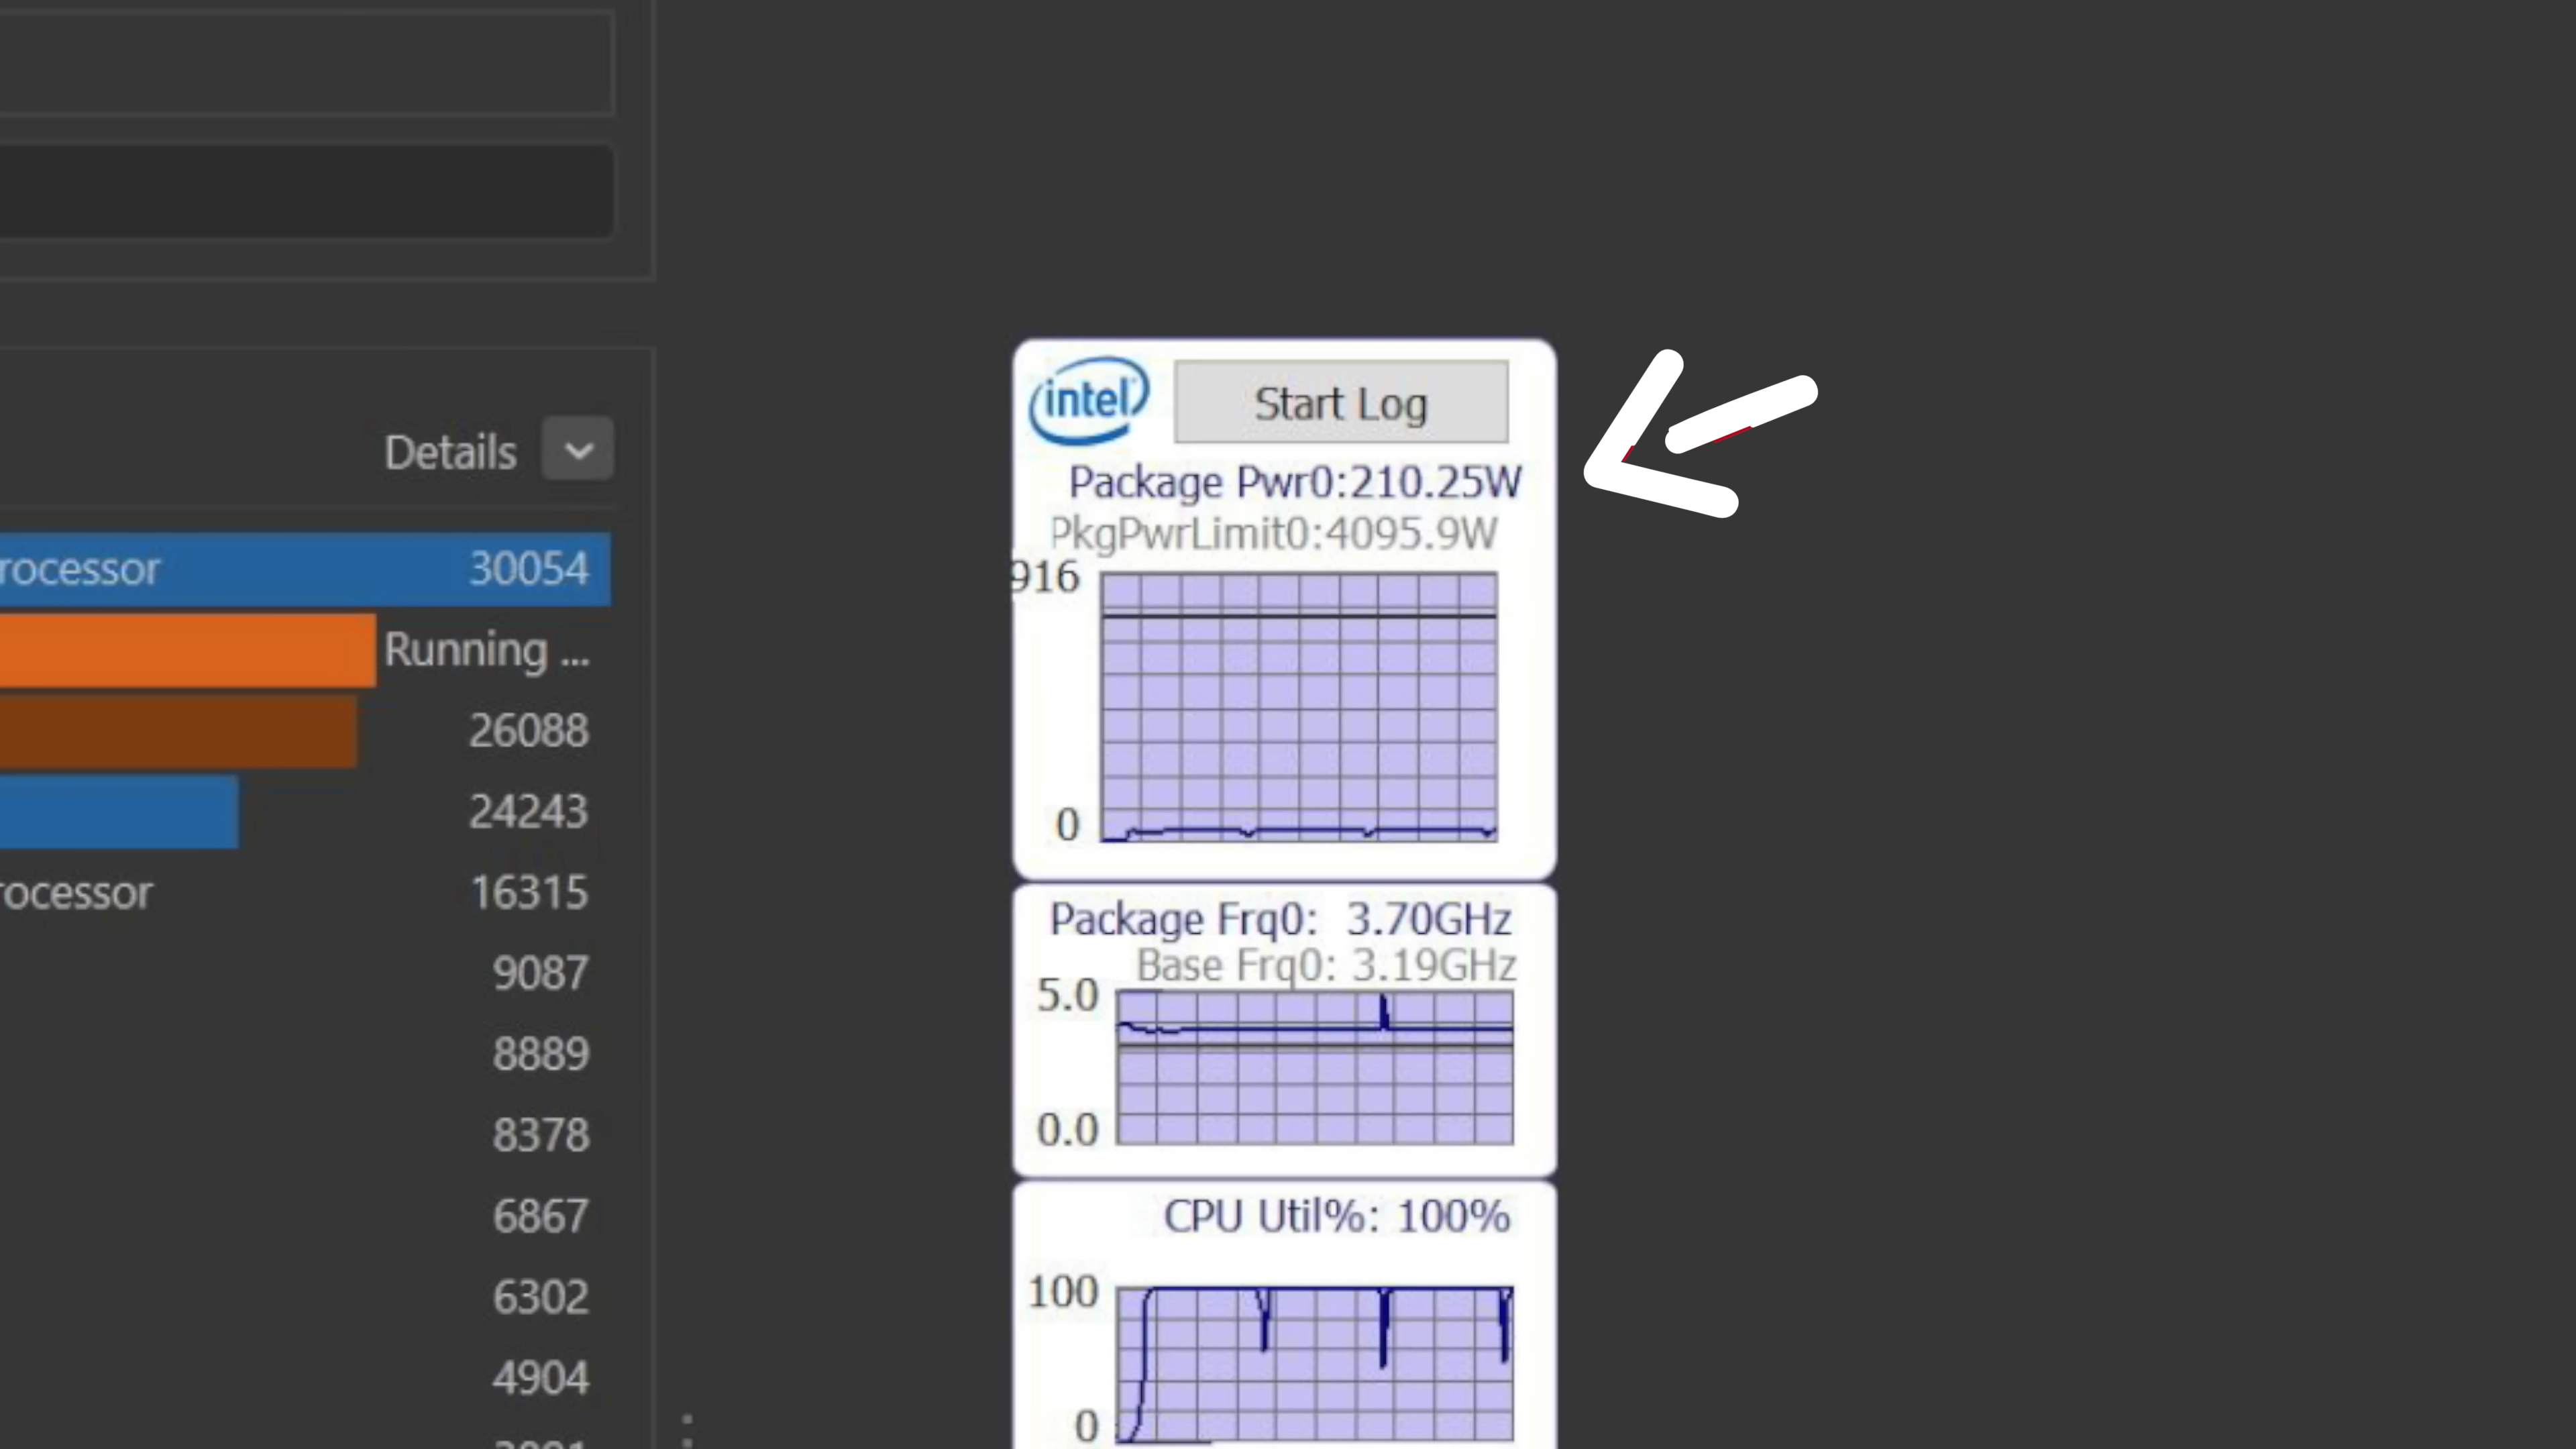 Details
rocessor 30054
Running ...
26088
24243
rocessor 16315
9087
8889
8378
6867
6302
4904
intel
Start Log
Package Pwr0:210.25W
PkgPwrLimit0:4095.9W
916
0
Package Frq0: 3.70GHz
Base Frq0: 3.19GHz
5.0
0.0
CPU Util%: 100%
100
0